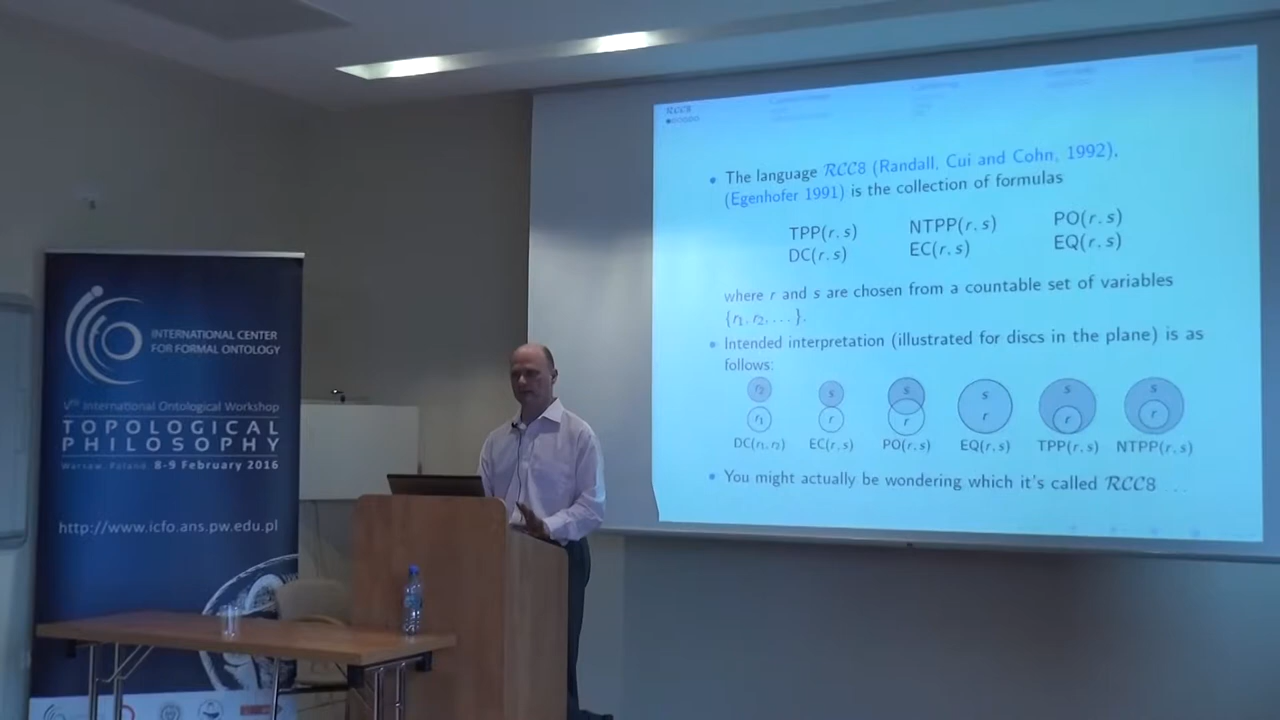 INTERNATIONAL CENTER
FOR FORMAL ONTOLOGY
International Ontological Workshop
TOPOLOGICAL
PHILOSOPHY
Warsaw, Poland, 8-9 February 2016
http://www.icfo.ans.pw.edu.pl
RCC8
• The language RCC8 (Randall, Cui and Cohn, 1992),
(Egenhofer 1991) is the collection of formulas
TPP(r, s) NTPP(r, s) PO(r, s)
DC(r, s) EC(r, s) EQ(r, s)
where r and s are chosen from a countable set of variables
{r1, r2, . . .}.
• Intended interpretation (illustrated for discs in the plane) is as
follows:
r2 s s s s s
r1 r r r r r
DC(r1, r2) EC(r, s) PO(r, s) EQ(r, s) TPP(r, s) NTPP(r, s)
• You might actually be wondering which it's called RCC8 ...